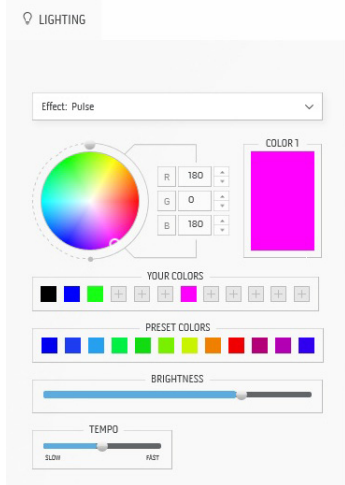 LIGHTING
Effect: Pulse
COLOR 1
R 180
G 0
B 180
YOUR COLORS
PRESET COLORS
BRIGHTNESS
TEMPO
SLOW FAST